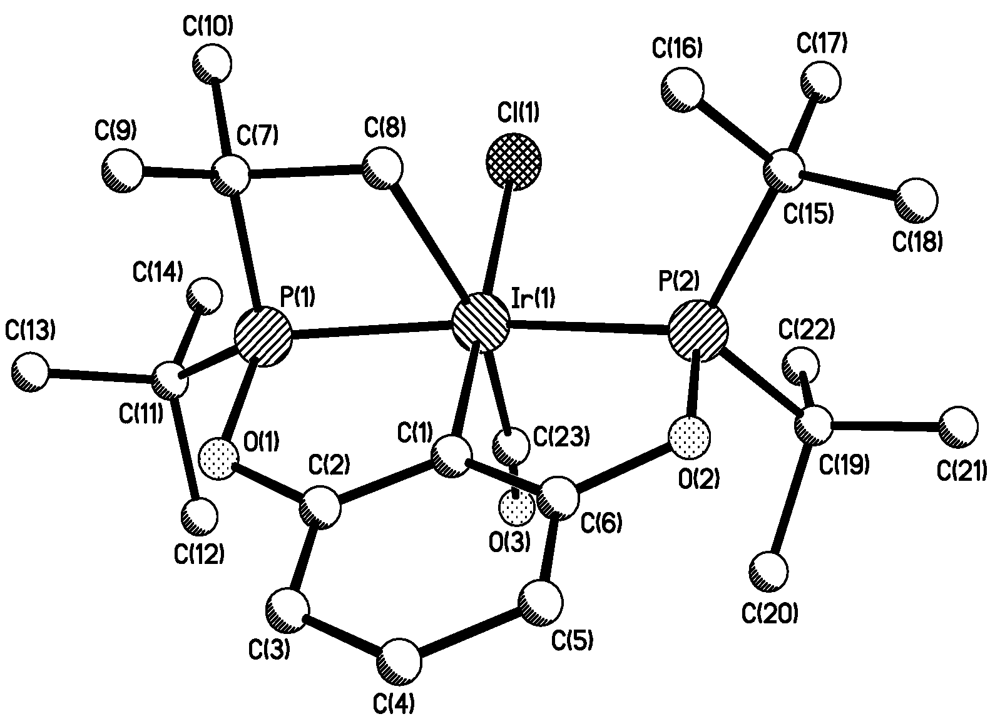 C(10)
C(16)
C(17)
Cl(1)
C(9)
C(7)
C(8)
C(15)
C(18)
C(14)
P(1)
Ir(1)
P(2)
C(13)
C(22)
C(11)
O(1)
C(1)
C(23)
C(2)
C(19)
C(21)
O(2)
C(6)
O(3)
C(12)
C(20)
C(3)
C(5)
C(4)